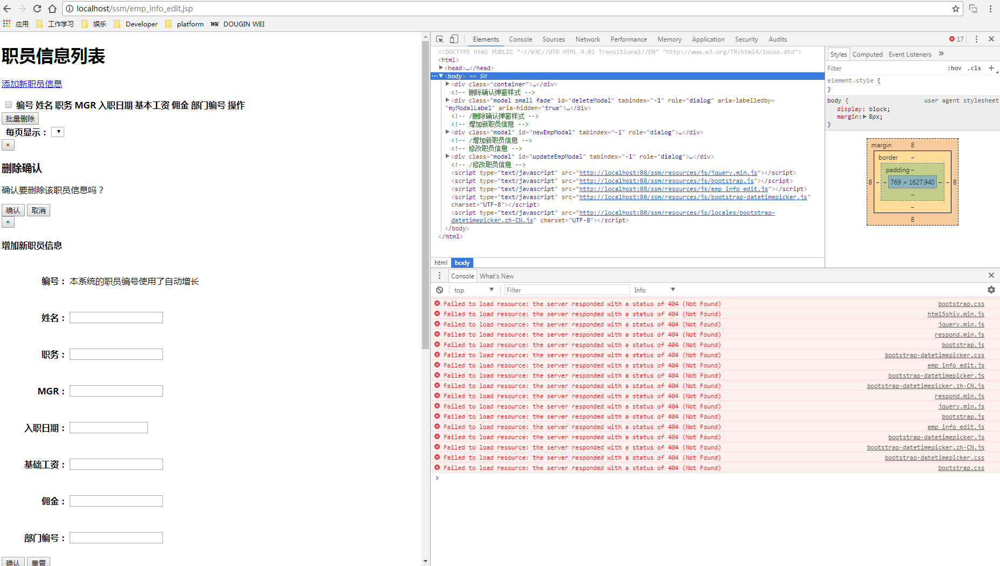 localhost/ssm/emp_info_edit.jsp
应用 工作学习 娱乐 Developer platform WK DOUGIN WEI
职员信息列表
添加新职员信息
编号 姓名 职务 MGR 入职日期 基本工资 佣金 部门编号 操作
批量删除
每页显示：
×
删除确认
确认要删除该职员信息吗？
确认 取消
×
增加新职员信息
编号： 本系统的职员编号使用了自动增长
姓名：
职务：
MGR：
入职日期：
基础工资：
佣金：
部门编号：
确认 重置
Elements Console Sources Network Performance Memory Application Security Audits 17
<!DOCTYPE html PUBLIC "-//W3C//DTD HTML 4.01 Transitional//EN" "http://www.w3.org/TR/html4/loose.dtd">
<html>
<head>…</head>
<body> == $0
<div class="container">…</div>
<!-- 删除确认弹窗样式 -->
<div class="modal small fade" id="deleteModal" tabindex="-1" role="dialog" aria-labelledby=
"myModalLabel" aria-hidden="true">…</div>
<!-- /删除确认弹窗样式 -->
<!-- 增加新职员信息 -->
<div class="modal" id="newEmpModal" tabindex="-1" role="dialog">…</div>
<!-- /增加新职员信息 -->
<!-- 修改职员信息 -->
<div class="modal" id="updateEmpModal" tabindex="-1" role="dialog">…</div>
<!-- /修改职员信息 -->
<script type="text/javascript" src="http://localhost:80/ssm/resources/js/jquery.min.js"></script>
<script type="text/javascript" src="http://localhost:80/ssm/resources/js/bootstrap.js"></script>
<script type="text/javascript" src="http://localhost:80/ssm/resources/js/emp_info_edit.js"></script>
<script type="text/javascript" src="http://localhost:80/ssm/resources/js/bootstrap-datetimepicker.js"
charset="UTF-8"></script>
<script type="text/javascript" src="http://localhost:80/ssm/resources/js/locales/bootstrap-
datetimepicker.zh-CN.js" charset="UTF-8"></script>
</body>
</html>
html body
Styles Computed Event Listeners »
Filter :hov .cls +
element.style {
}
body { user agent stylesheet
display: block;
margin: 8px;
}
margin 8
border –
padding –
8 – – 769 × 1627.940 – – 8
–
–
8
Console What's New
top Filter Info
Failed to load resource: the server responded with a status of 404 (Not Found) bootstrap.css
Failed to load resource: the server responded with a status of 404 (Not Found) html5shiv.min.js
Failed to load resource: the server responded with a status of 404 (Not Found) jquery.min.js
Failed to load resource: the server responded with a status of 404 (Not Found) respond.min.js
Failed to load resource: the server responded with a status of 404 (Not Found) bootstrap.js
Failed to load resource: the server responded with a status of 404 (Not Found) bootstrap-datetimepicker.css
Failed to load resource: the server responded with a status of 404 (Not Found) emp_info_edit.js
Failed to load resource: the server responded with a status of 404 (Not Found) bootstrap-datetimepicker.js
Failed to load resource: the server responded with a status of 404 (Not Found) bootstrap-datetimepicker.zh-CN.js
Failed to load resource: the server responded with a status of 404 (Not Found) respond.min.js
Failed to load resource: the server responded with a status of 404 (Not Found) jquery.min.js
Failed to load resource: the server responded with a status of 404 (Not Found) bootstrap.js
Failed to load resource: the server responded with a status of 404 (Not Found) emp_info_edit.js
Failed to load resource: the server responded with a status of 404 (Not Found) bootstrap-datetimepicker.js
Failed to load resource: the server responded with a status of 404 (Not Found) bootstrap-datetimepicker.zh-CN.js
Failed to load resource: the server responded with a status of 404 (Not Found) bootstrap-datetimepicker.css
Failed to load resource: the server responded with a status of 404 (Not Found) bootstrap.css